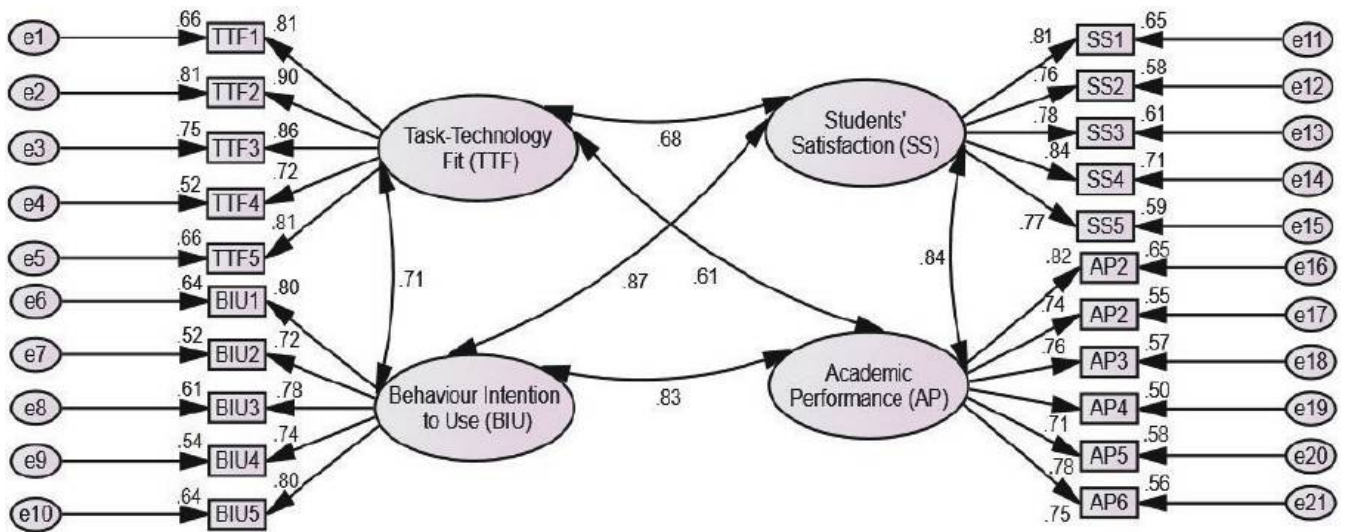 e1
.66
TTF1
.81
e2
.81
TTF2
.90
e3
.75
TTF3
.86
e4
.52
TTF4
.72
e5
.66
TTF5
.81
e6
.64
BIU1
.80
e7
.52
BIU2
.72
e8
.61
BIU3
.78
e9
.54
BIU4
.74
e10
.64
BIU5
.80
Task-Technology
Fit (TTF)
Behaviour Intention
to Use (BIU)
.71
.68
.87
.61
.83
.84
Students'
Satisfaction (SS)
Academic
Performance (AP)
.81
SS1
.65
e11
.76
SS2
.58
e12
.78
SS3
.61
e13
.84
SS4
.71
e14
.77
SS5
.59
e15
.82
AP2
.65
e16
.74
AP2
.55
e17
.76
AP3
.57
e18
.71
AP4
.50
e19
.78
AP5
.58
e20
.75
AP6
.56
e21